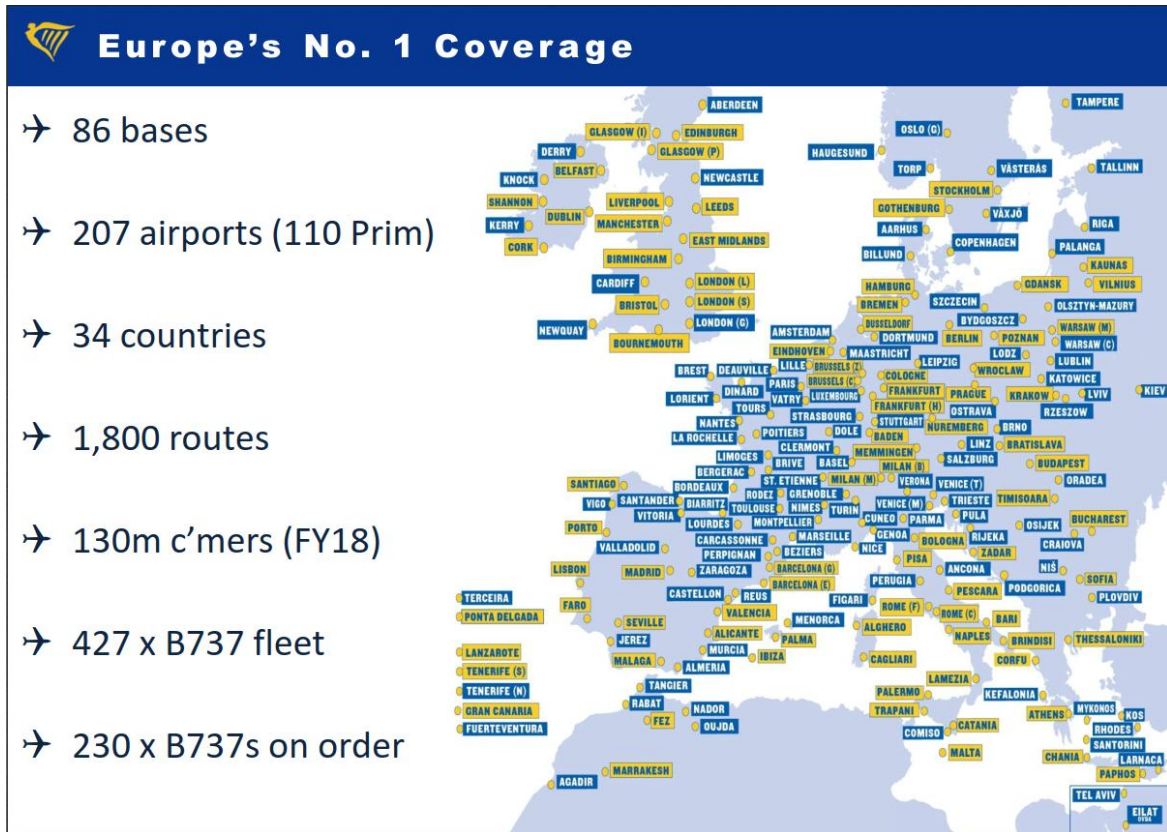 Europe's No. 1 Coverage
✈ 86 bases
✈ 207 airports (110 Prim)
✈ 34 countries
✈ 1,800 routes
✈ 130m c'mers (FY18)
✈ 427 x B737 fleet
✈ 230 x B737s on order
ABERDEEN
TAMPERE
GLASGOW (I)
EDINBURGH
OSLO (G)
DERRY
GLASGOW (P)
HAUGESUND
BELFAST
TORP
VÄSTERÅS
TALLINN
KNOCK
NEWCASTLE
STOCKHOLM
SHANNON
LIVERPOOL
LEEDS
GOTHENBURG
VÄXJÖ
DUBLIN
KERRY
MANCHESTER
AARHUS
RIGA
CORK
EAST MIDLANDS
COPENHAGEN
PALANGA
BIRMINGHAM
BILLUND
KAUNAS
CARDIFF
LONDON (L)
HAMBURG
GDANSK
VILNIUS
BRISTOL
LONDON (S)
BREMEN
SZCZECIN
OLSZTYN-MAZURY
NEWQUAY
LONDON (G)
DUSSELDORF
BYDGOSZCZ
WARSAW (M)
BOURNEMOUTH
AMSTERDAM
DORTMUND
BERLIN
POZNAN
WARSAW (C)
EINDHOVEN
MAASTRICHT
LODZ
LUBLIN
BREST
DEAUVILLE
LILLE
BRUSSELS (Z)
LEIPZIG
WROCLAW
KATOWICE
PARIS
BRUSSELS (C)
COLOGNE
LORIENT
DINARD
VATRY
LUXEMBOURG
FRANKFURT
PRAGUE
KRAKOW
LVIV
KIEV
TOURS
STRASBOURG
FRANKFURT (H)
OSTRAVA
RZESZOW
NANTES
STUTTGART
NUREMBERG
BRNO
LA ROCHELLE
POITIERS
DOLE
BADEN
LINZ
BRATISLAVA
LIMOGES
CLERMONT
MEMMINGEN
SALZBURG
BERGERAC
BRIVE
BASEL
MILAN (B)
BUDAPEST
SANTIAGO
BORDEAUX
ST. ETIENNE
MILAN (M)
VERONA
VENICE (T)
ORADEA
VIGO
SANTANDER
BIARRITZ
RODEZ
GRENOBLE
VENICE (M)
TRIESTE
TIMISOARA
VITORIA
TOULOUSE
NIMES
TURIN
PORTO
LOURDES
MONTPELLIER
CUNEO
PARMA
PULA
OSIJEK
BUCHAREST
VALLADOLID
CARCASSONNE
MARSEILLE
GENOA
BOLOGNA
RIJEKA
CRAIOVA
PERPIGNAN
BEZIERS
NICE
PISA
ZADAR
LISBON
MADRID
ZARAGOZA
BARCELONA (G)
ANCONA
NIŠ
BARCELONA (E)
PERUGIA
PODGORICA
SOFIA
TERCEIRA
CASTELLON
REUS
FIGARI
PESCARA
PLOVDIV
FARO
PONTA DELGADA
VALENCIA
ROME (F)
ROME (C)
BARI
SEVILLE
MENORCA
ALGHERO
JEREZ
ALICANTE
PALMA
NAPLES
BRINDISI
THESSALONIKI
LANZAROTE
MURCIA
IBIZA
CAGLIARI
CORFU
MALAGA
ALMERIA
TENERIFE (S)
LAMEZIA
TENERIFE (N)
TANGIER
PALERMO
KEFALONIA
GRAN CANARIA
RABAT
NADOR
TRAPANI
ATHENS
MYKONOS
KOS
FUERTEVENTURA
FEZ
OUJDA
COMISO
CATANIA
RHODES
SANTORINI
MALTA
CHANIA
LARNACA
MARRAKESH
PAPHOS
AGADIR
TEL AVIV
EILAT
OVDA